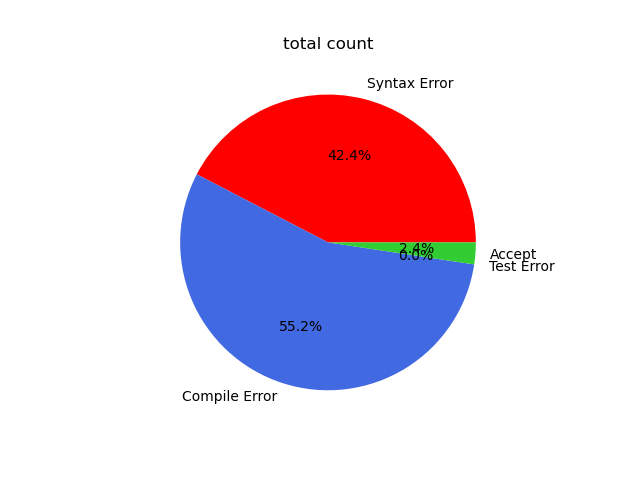 total count
Syntax Error
42.4%
2.4%
Accept
0.0%
Test Error
55.2%
Compile Error